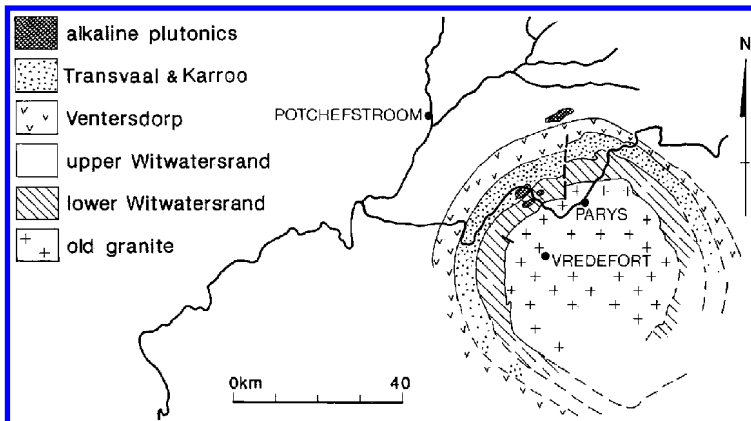 alkaline plutonics
Transvaal & Karroo
Ventersdorp
upper Witwatersrand
lower Witwatersrand
old granite
N
POTCHEFSTROOM
PARYS
VREDEFORT
0km 40